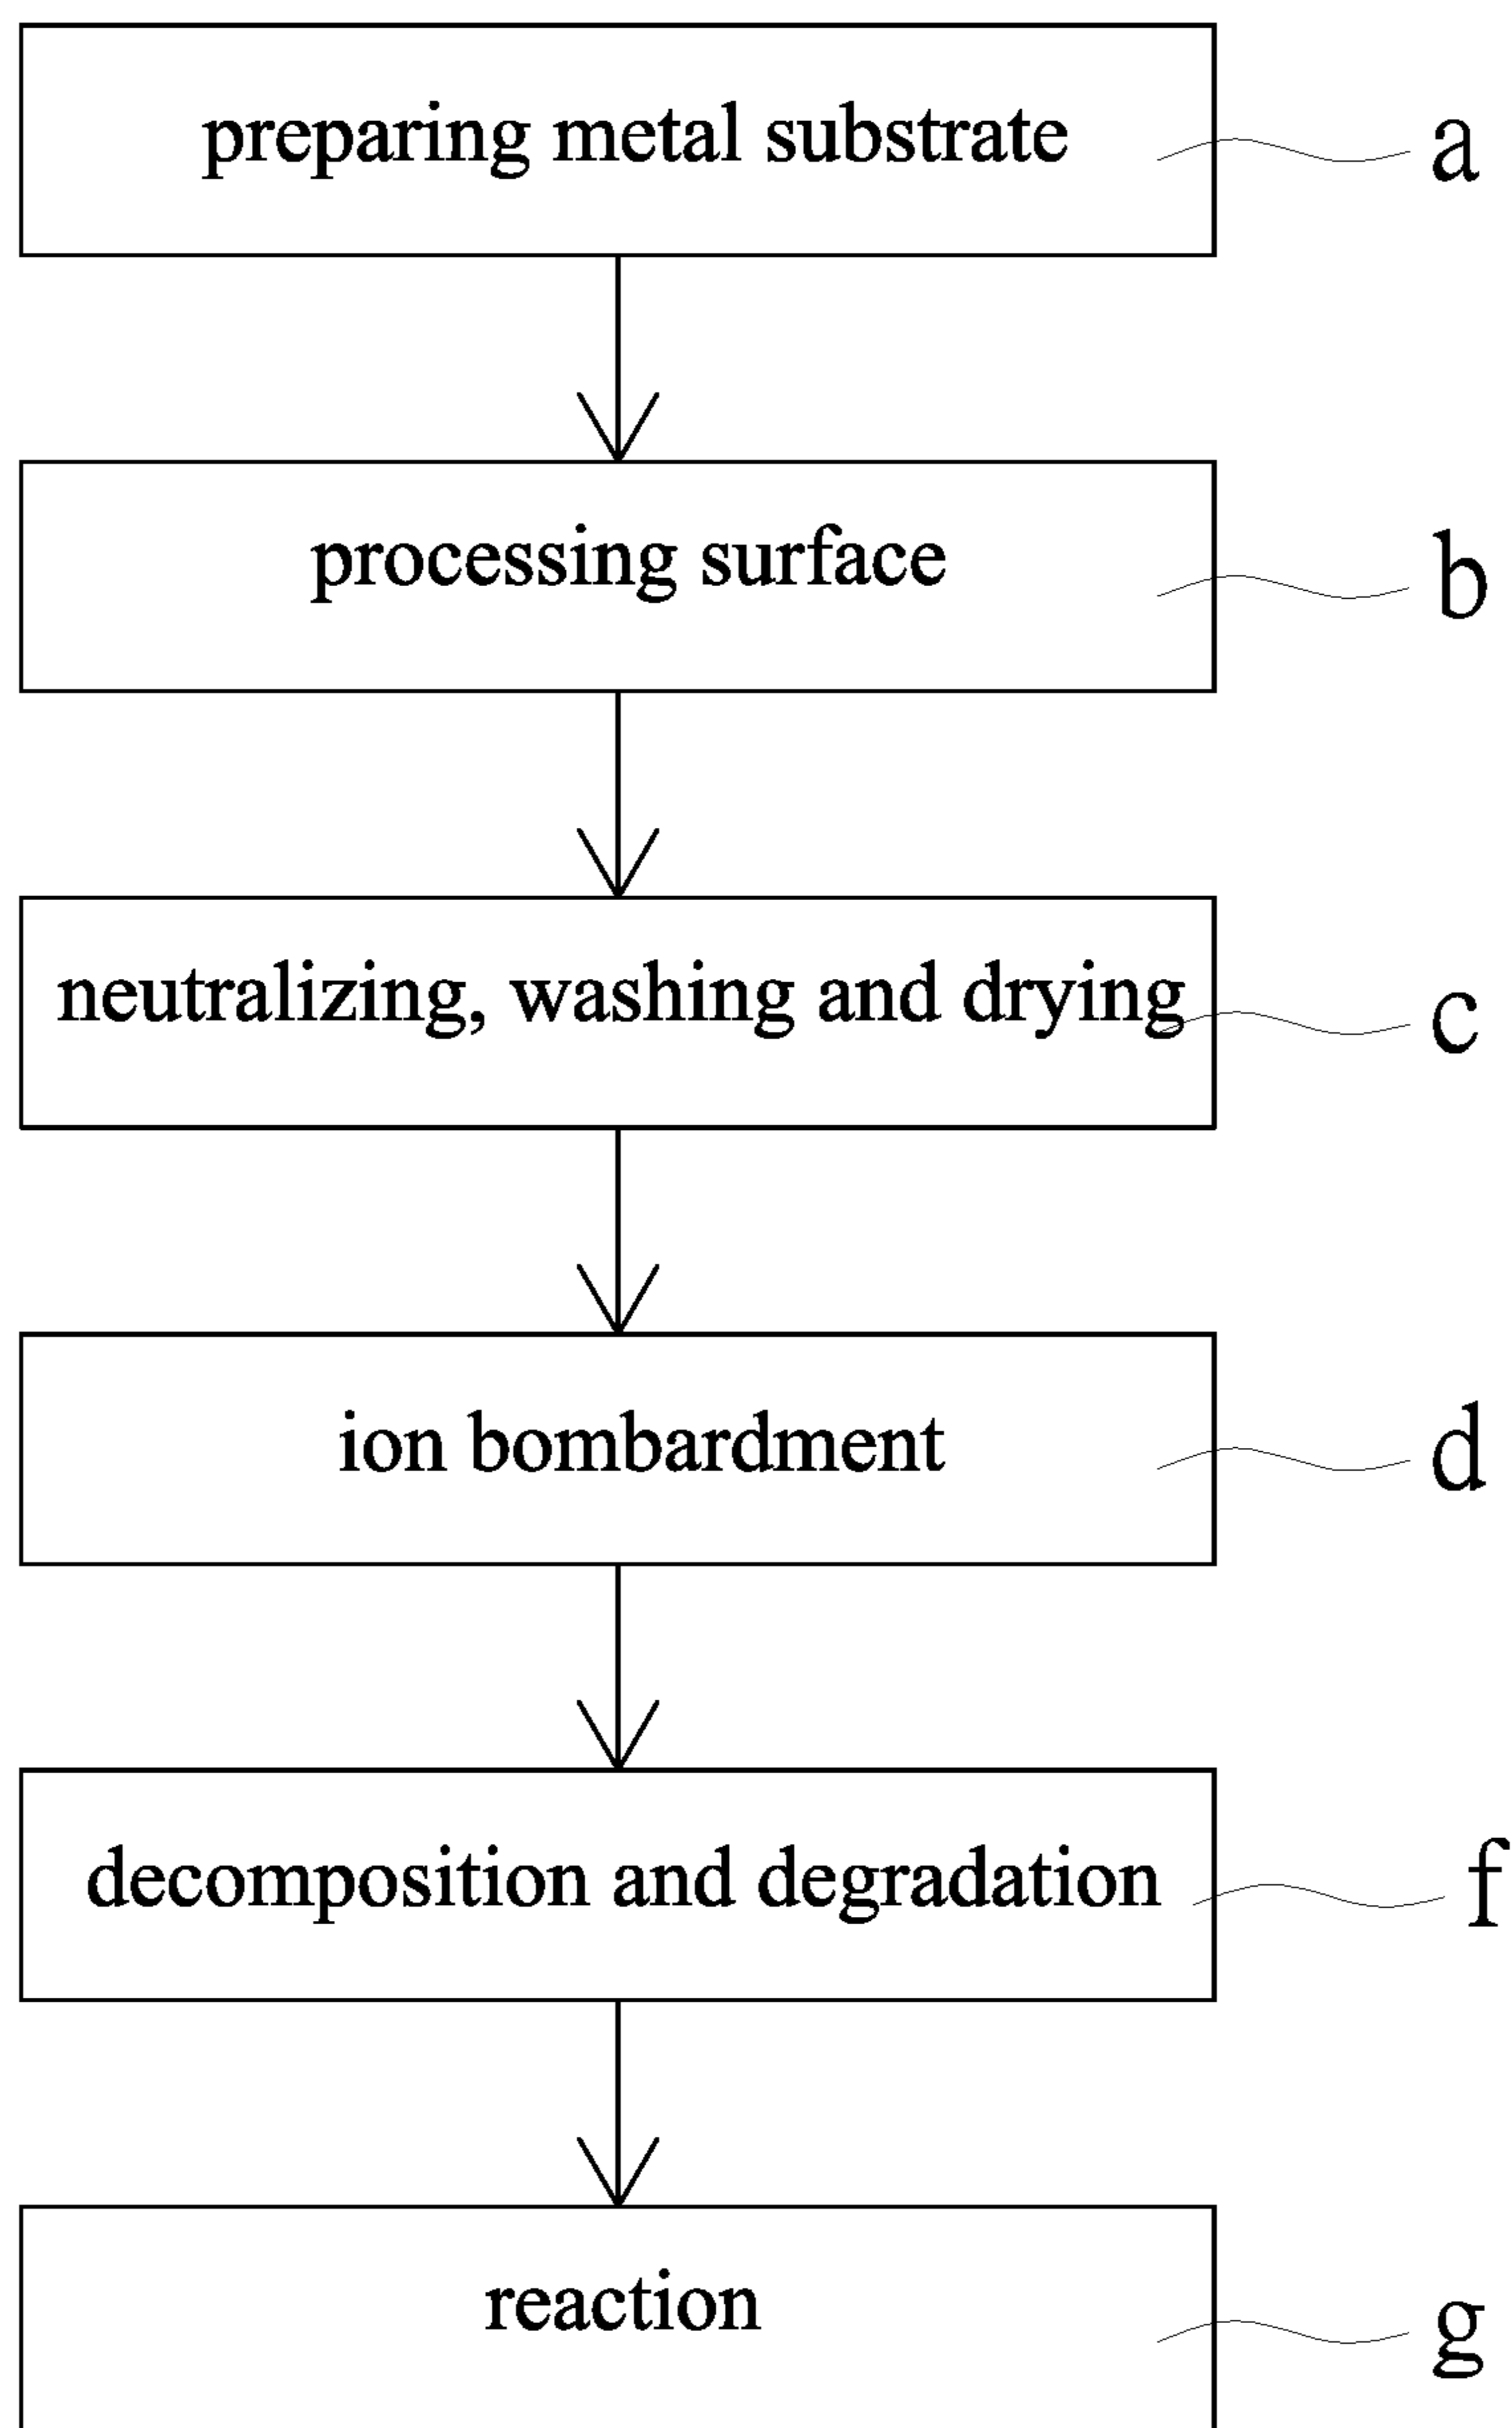 preparing metal substrate a
processing surface b
neutralizing, washing and drying c
ion bombardment d
decomposition and degradation f
reaction g